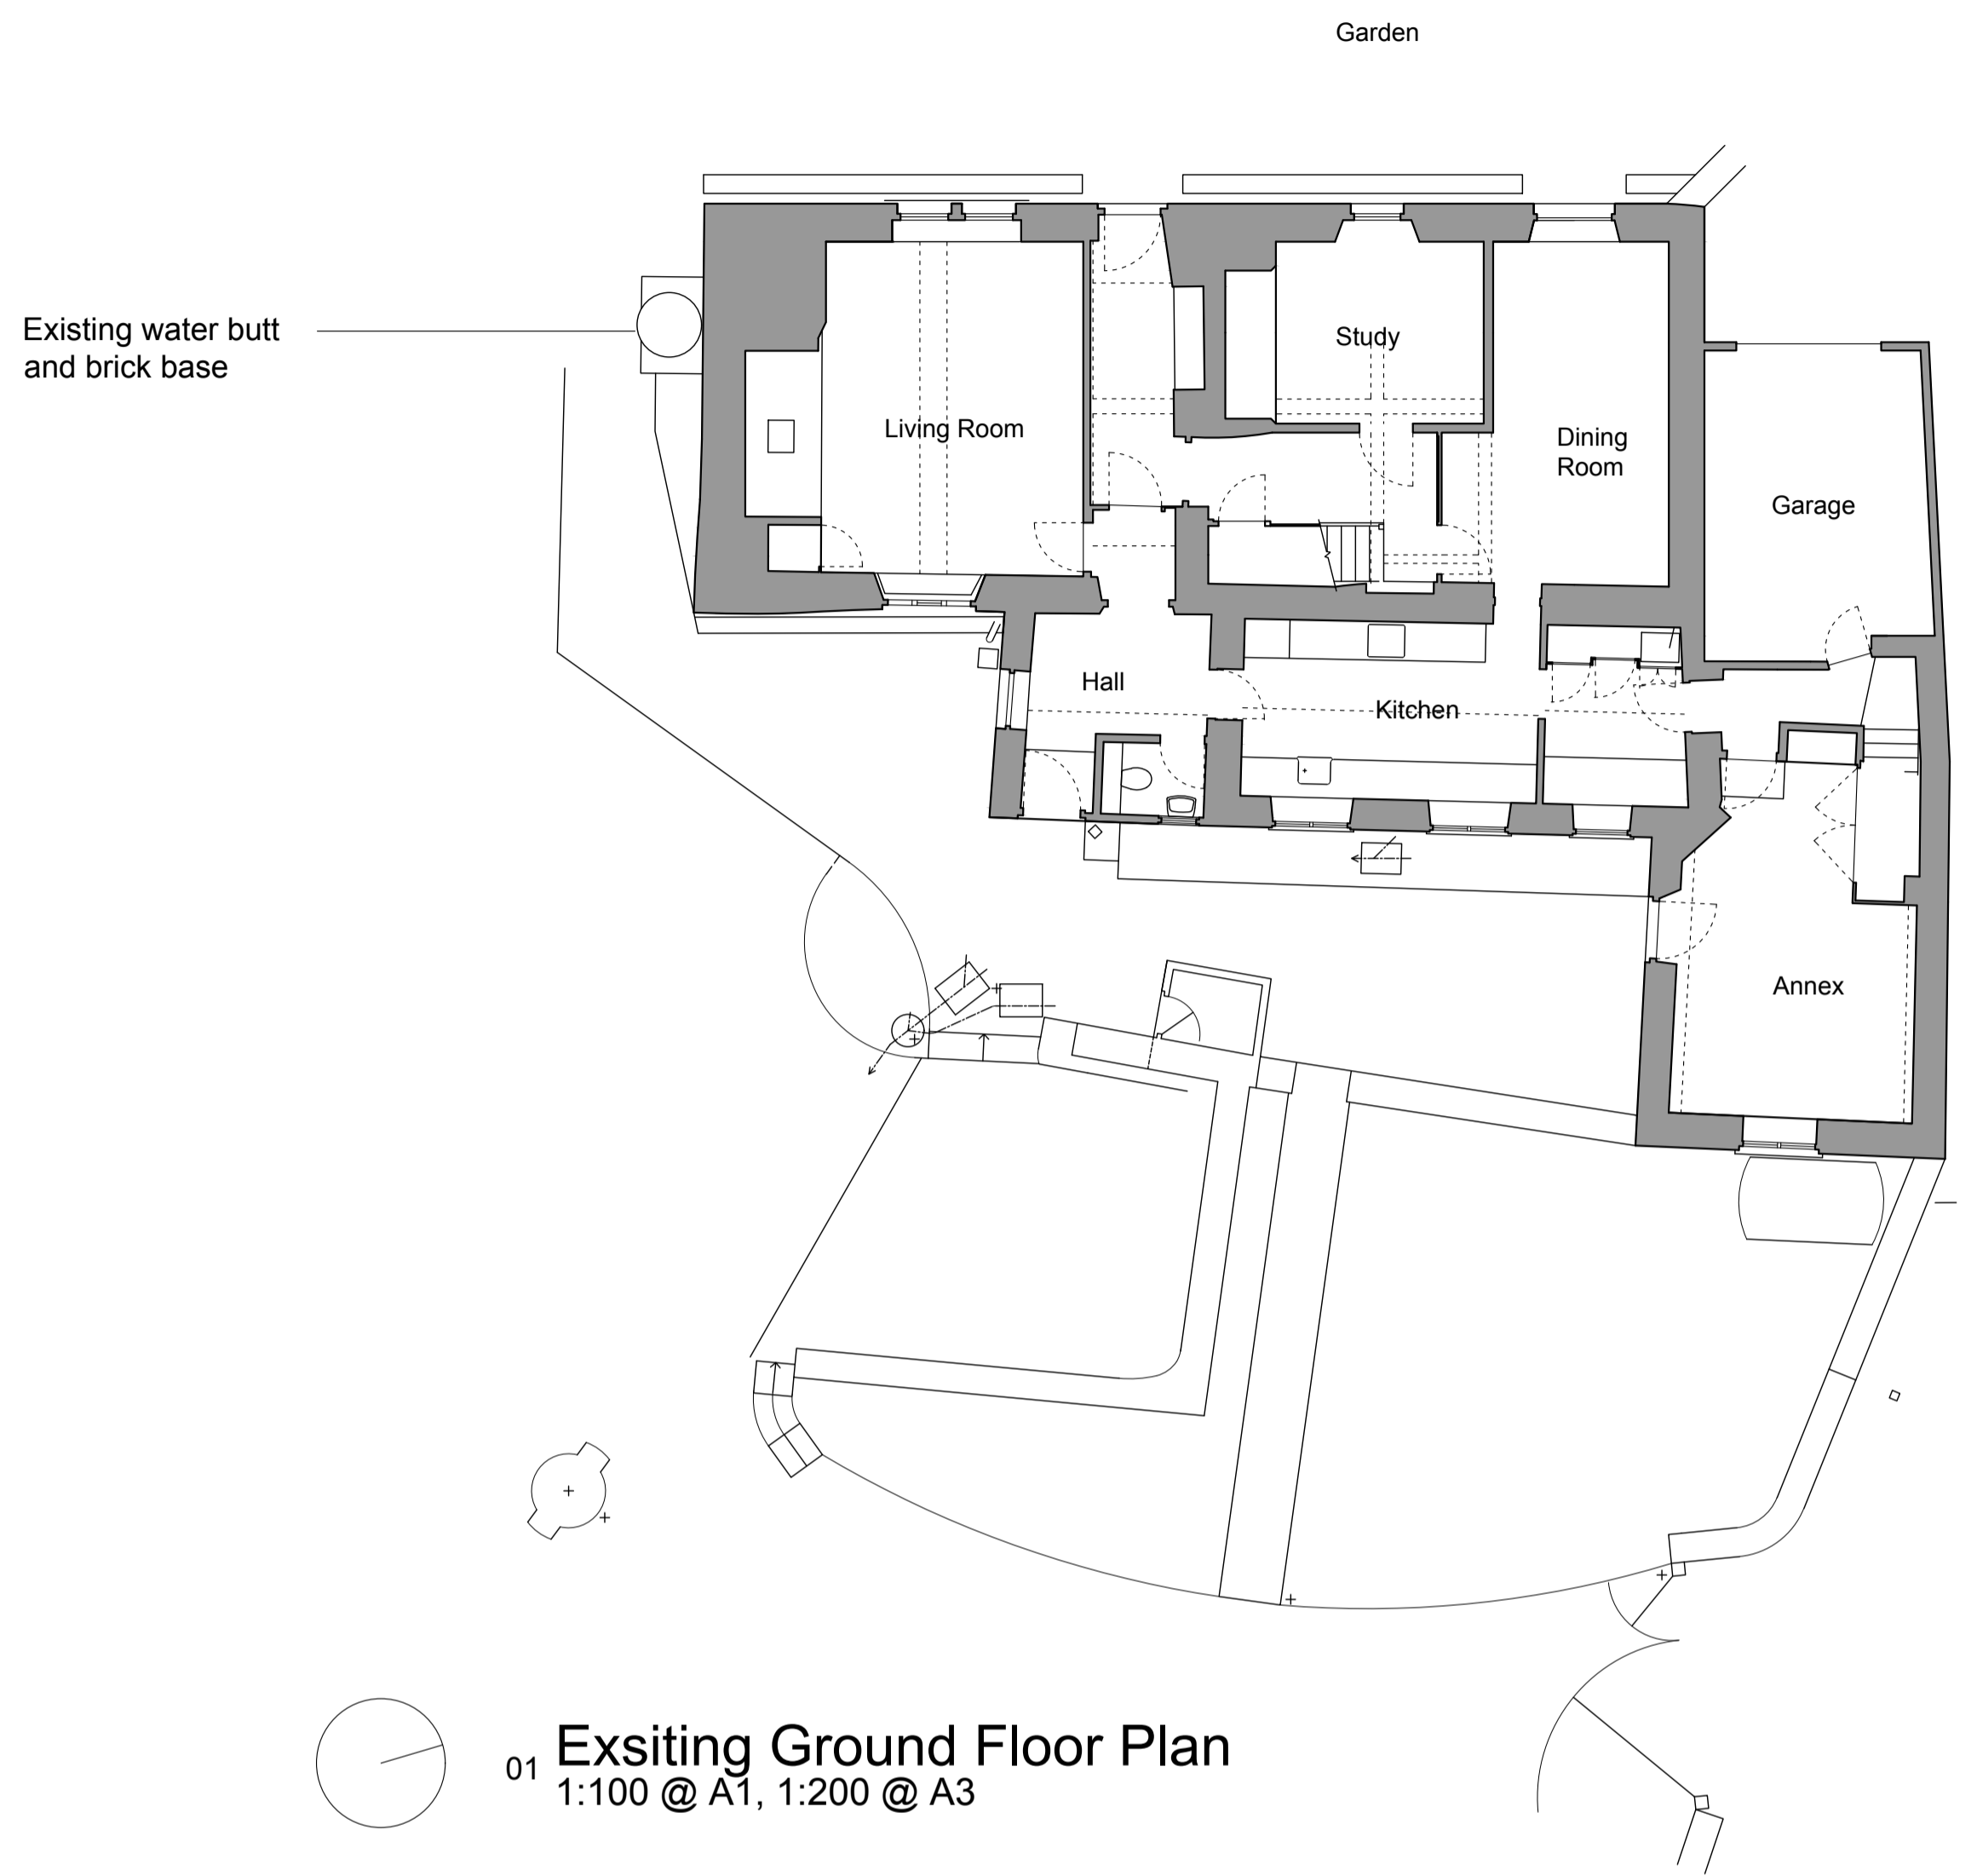 Garden
Existing water butt
and brick base
Study
Living Room
Dining
Room
Garage
Hall
Kitchen
Annex
01 Exsiting Ground Floor Plan
1:100 @ A1, 1:200 @ A3